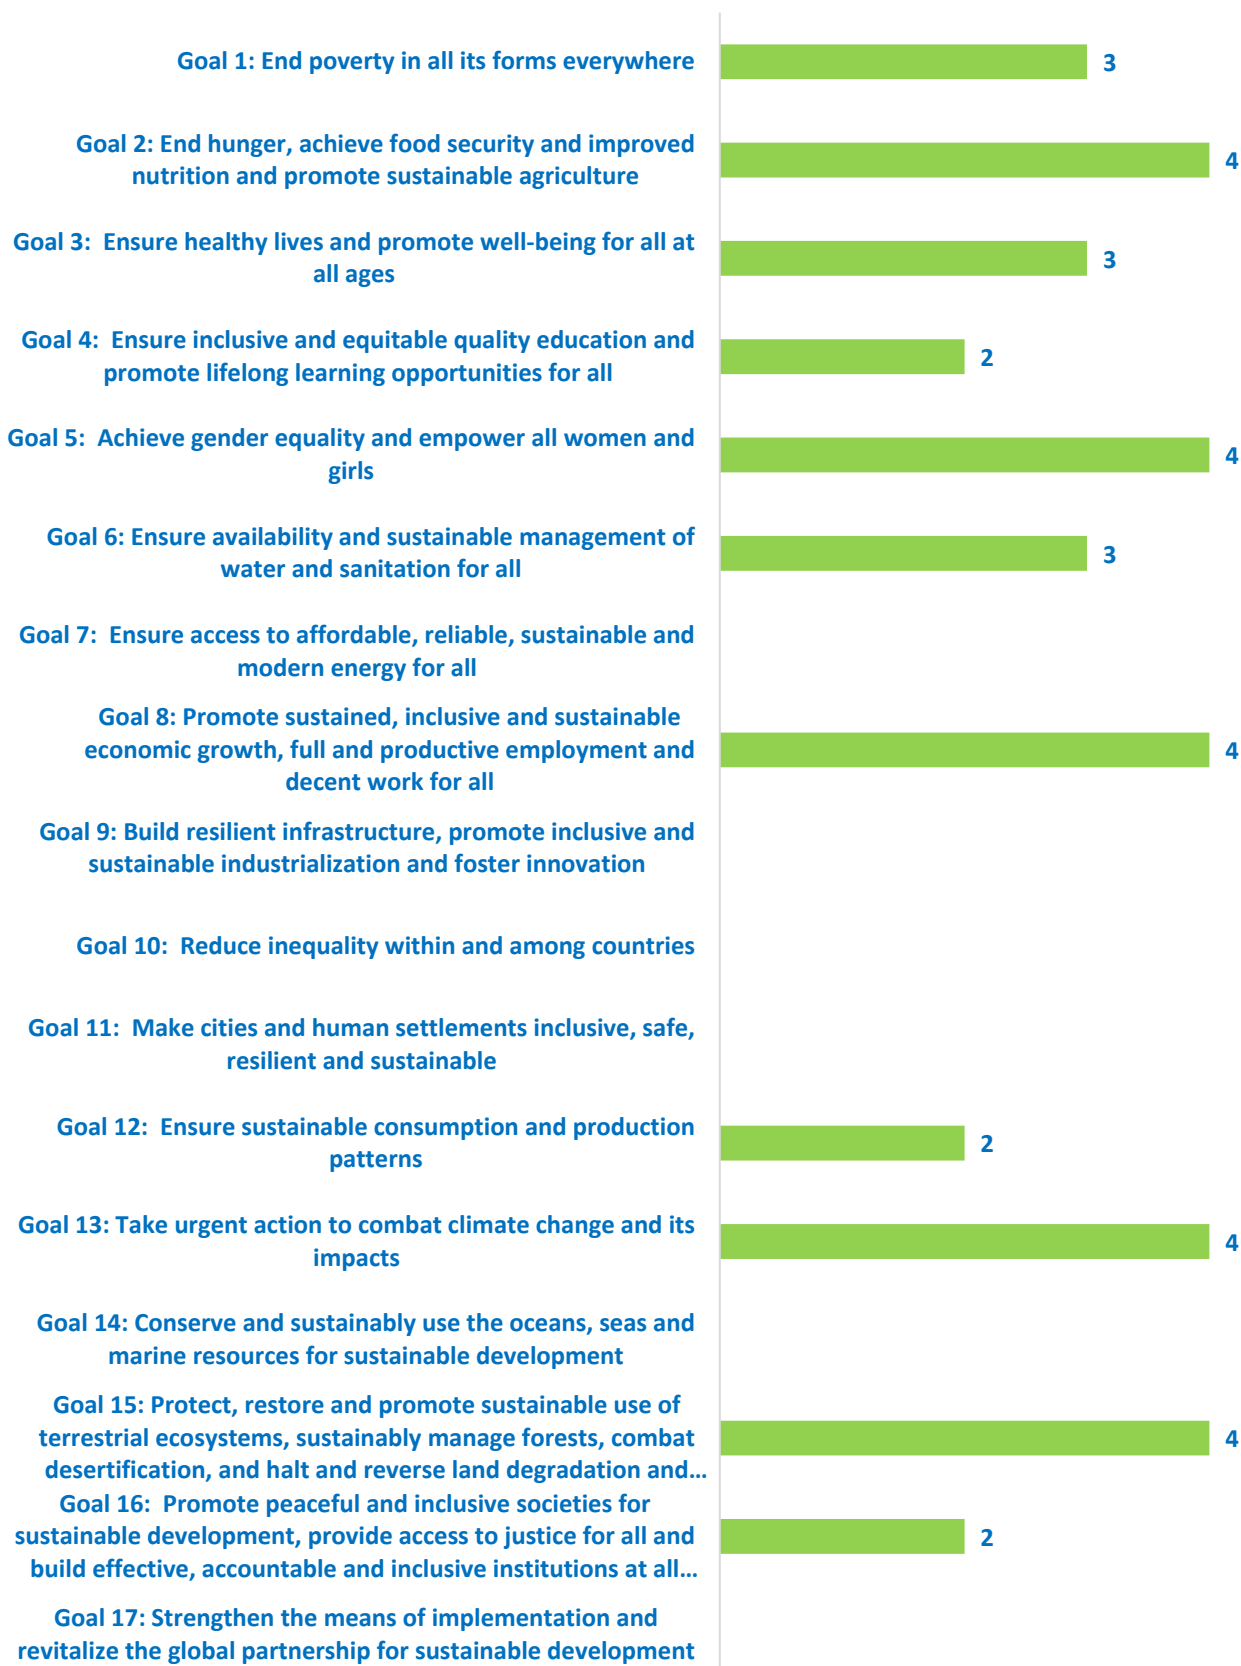 Goal 1: End poverty in all its forms everywhere
3
Goal 2: End hunger, achieve food security and improved
nutrition and promote sustainable agriculture
4
Goal 3:  Ensure healthy lives and promote well-being for all at
all ages
3
Goal 4:  Ensure inclusive and equitable quality education and
promote lifelong learning opportunities for all
2
Goal 5:  Achieve gender equality and empower all women and
girls
4
Goal 6: Ensure availability and sustainable management of
water and sanitation for all
3
Goal 7:  Ensure access to affordable, reliable, sustainable and
modern energy for all
Goal 8: Promote sustained, inclusive and sustainable
economic growth, full and productive employment and
decent work for all
4
Goal 9: Build resilient infrastructure, promote inclusive and
sustainable industrialization and foster innovation
Goal 10:  Reduce inequality within and among countries
Goal 11:  Make cities and human settlements inclusive, safe,
resilient and sustainable
Goal 12:  Ensure sustainable consumption and production
patterns
2
Goal 13: Take urgent action to combat climate change and its
impacts
4
Goal 14: Conserve and sustainably use the oceans, seas and
marine resources for sustainable development
Goal 15: Protect, restore and promote sustainable use of
terrestrial ecosystems, sustainably manage forests, combat
desertification, and halt and reverse land degradation and…
4
Goal 16:  Promote peaceful and inclusive societies for
sustainable development, provide access to justice for all and
build effective, accountable and inclusive institutions at all…
2
Goal 17: Strengthen the means of implementation and
revitalize the global partnership for sustainable development